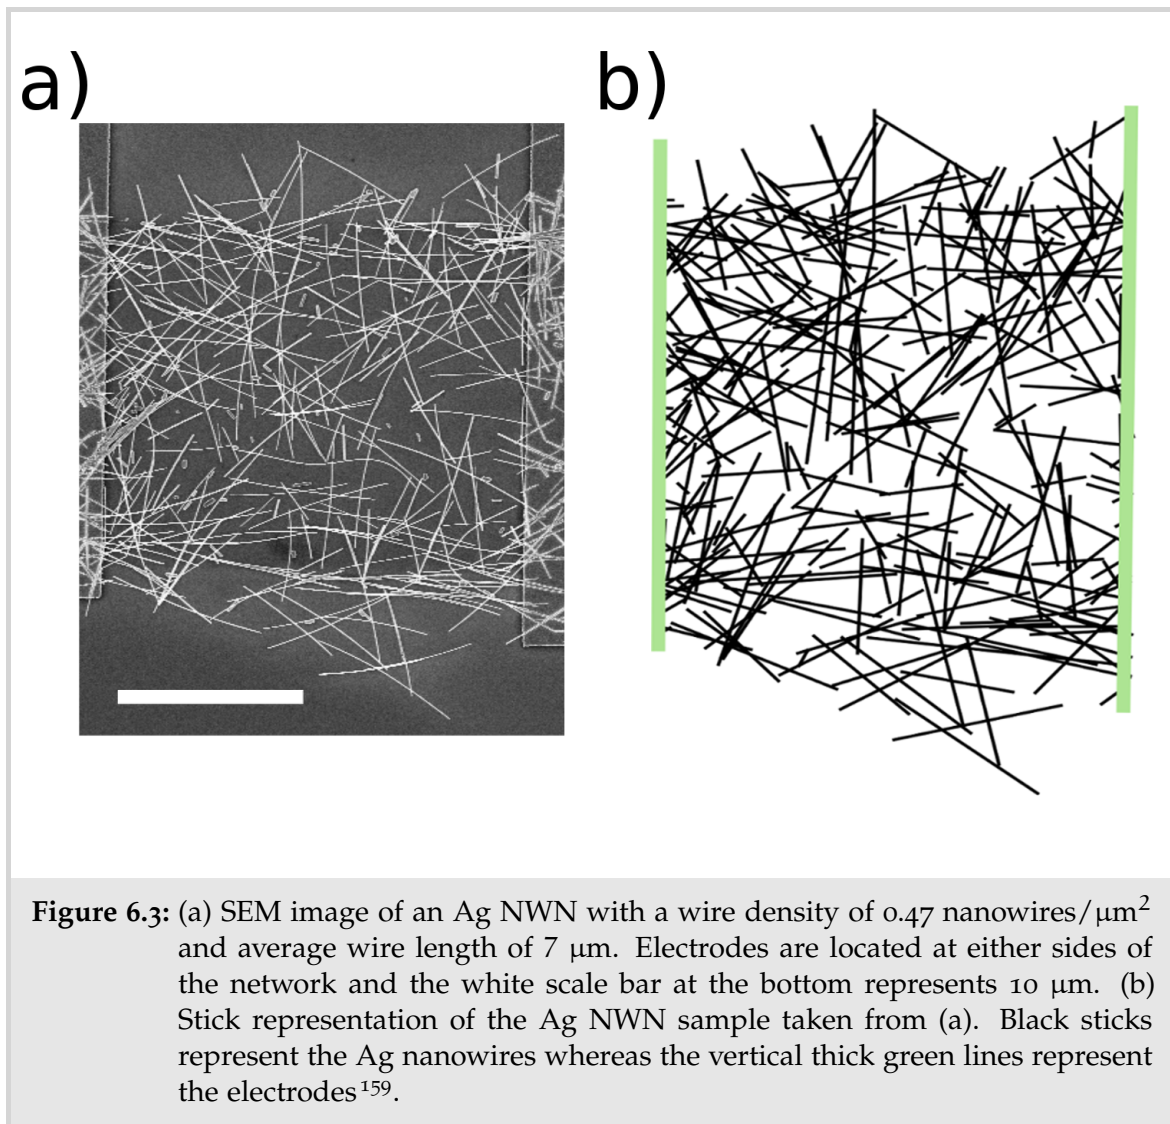 a)
b)
Figure 6.3: (a) SEM image of an Ag NWN with a wire density of 0.47 nanowires/μm²
and average wire length of 7 μm. Electrodes are located at either sides of
the network and the white scale bar at the bottom represents 10 μm. (b)
Stick representation of the Ag NWN sample taken from (a). Black sticks
represent the Ag nanowires whereas the vertical thick green lines represent
the electrodes¹⁵⁹.